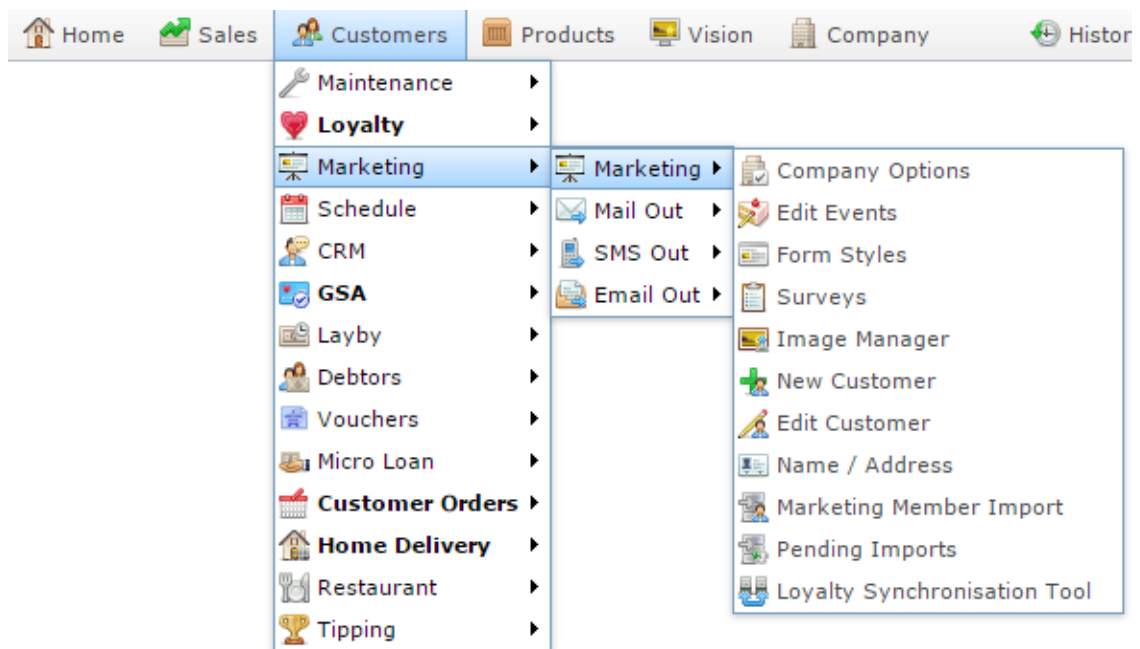 Home Sales Customers Products Vision Company Histor
Maintenance
Loyalty
Marketing
Schedule
CRM
GSA
Layby
Debtors
Vouchers
Micro Loan
Customer Orders
Home Delivery
Restaurant
Tipping
Marketing
Mail Out
SMS Out
Email Out
Company Options
Edit Events
Form Styles
Surveys
Image Manager
New Customer
Edit Customer
Name / Address
Marketing Member Import
Pending Imports
Loyalty Synchronisation Tool